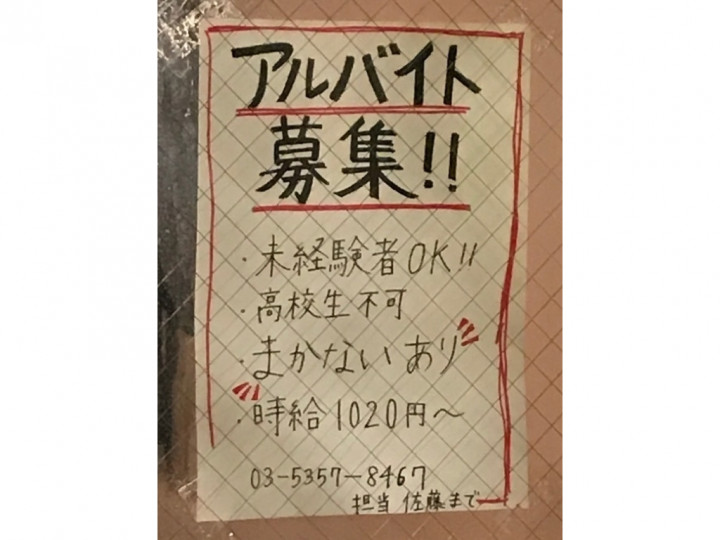 アルバイト
募集!!
・未経験者OK!!
・高校生不可
・まかないあり
・時給1020円～
03-5357-8467
担当 佐藤まで